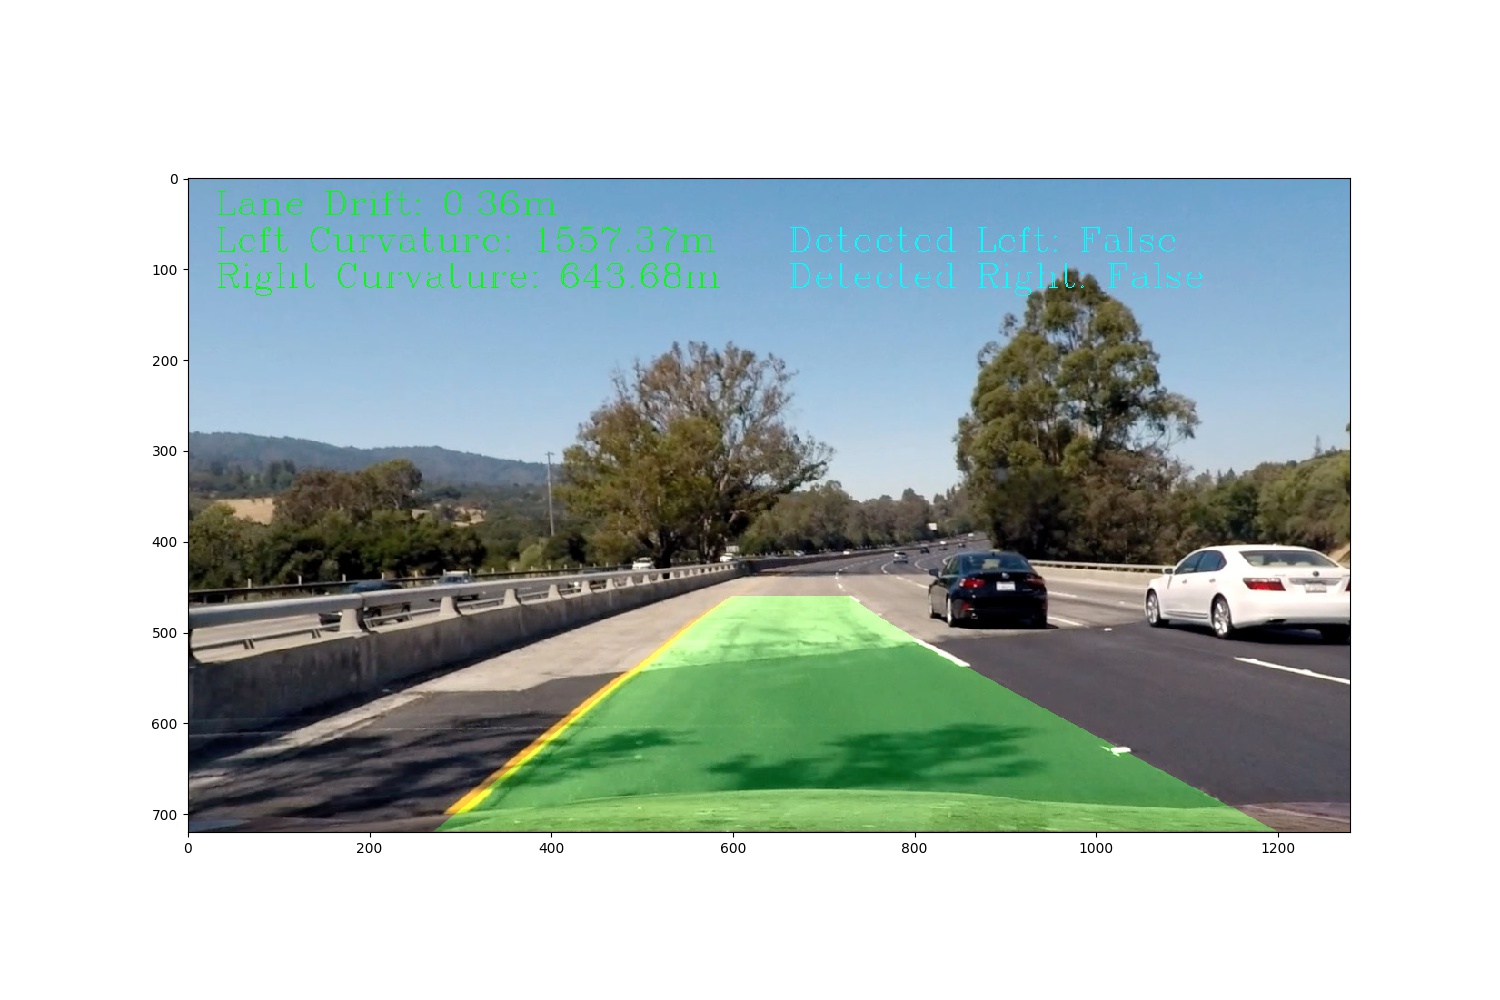 Lane Drift: 0.36m
Left Curvature: 1557.37m Detected Left: False
Right Curvature: 643.68m Detected Right: False
0
100
200
300
400
500
600
700
0 200 400 600 800 1000 1200